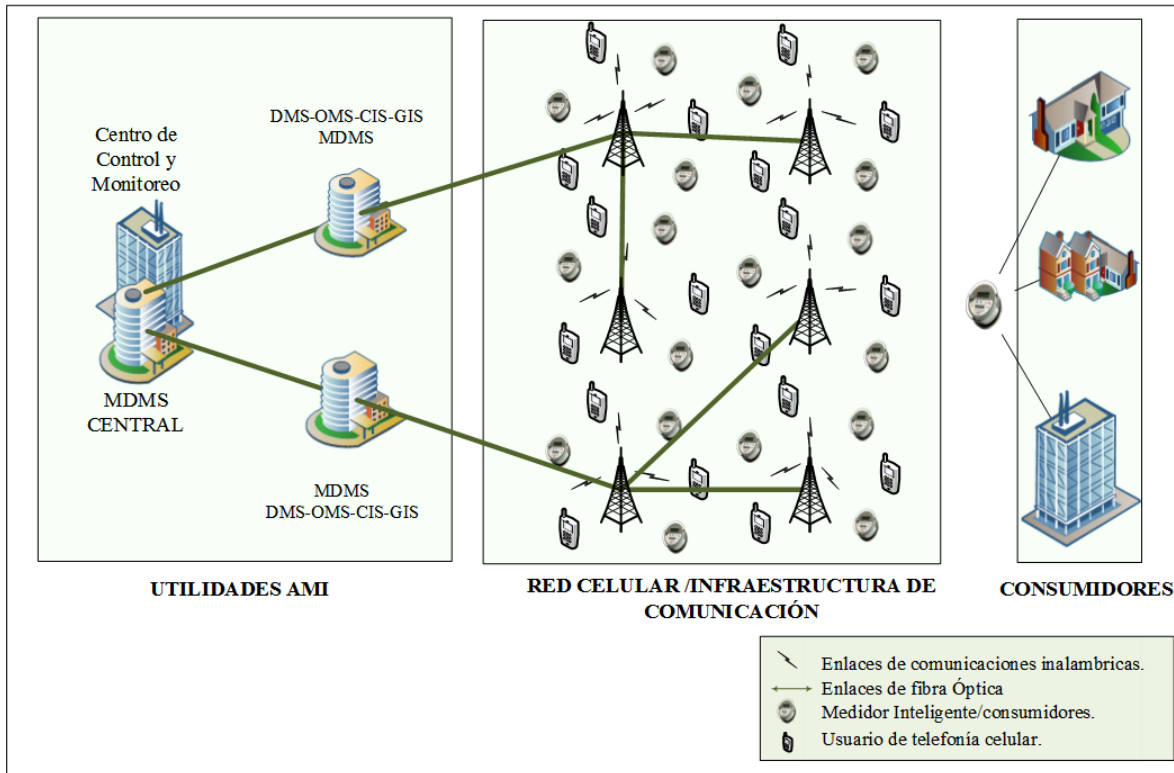 Centro de
Control y
Monitoreo
DMS-OMS-CIS-GIS
MDMS
MDMS
CENTRAL
MDMS
DMS-OMS-CIS-GIS
UTILIDADES AMI
RED CELULAR /INFRAESTRUCTURA DE
COMUNICACIÓN
CONSUMIDORES
Enlaces de comunicaciones inalambricas.
Enlaces de fibra Óptica
Medidor Inteligente/consumidores.
Usuario de telefonía celular.